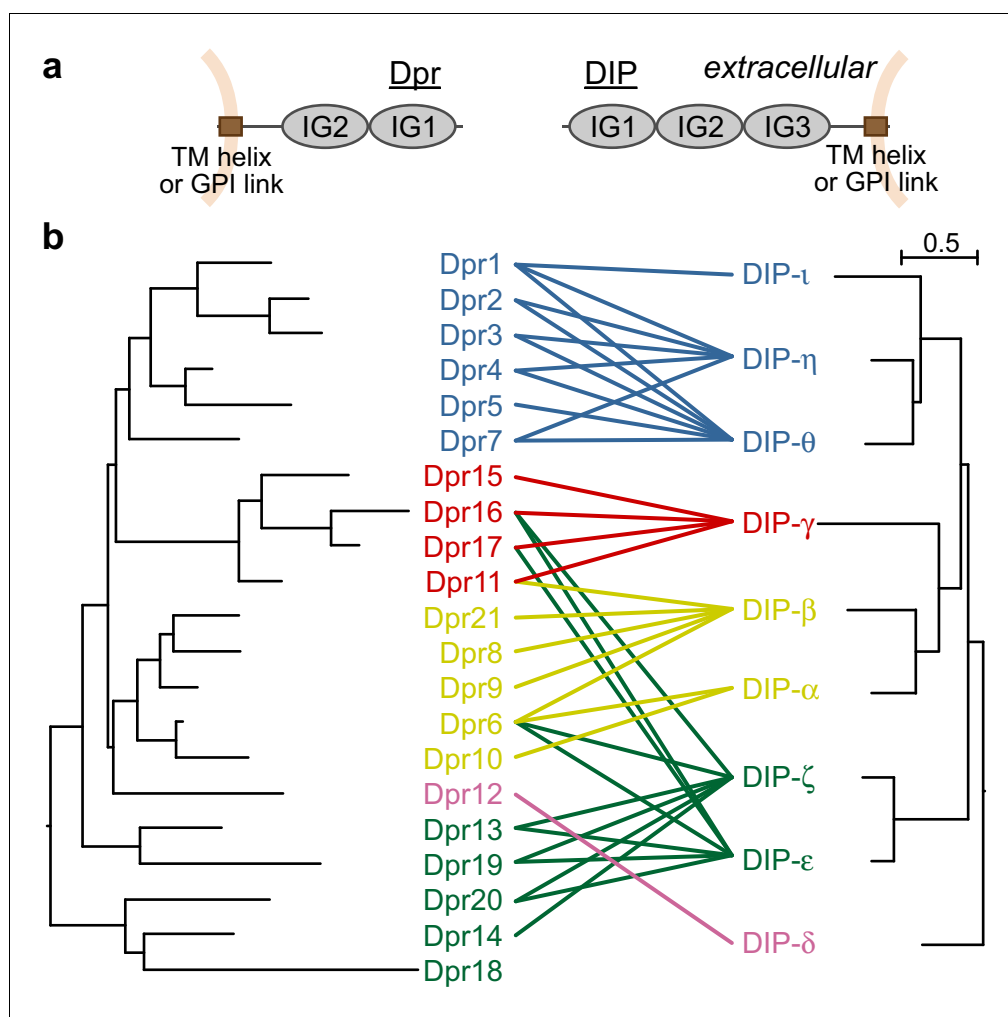 a
Dpr
DIP
extracellular
IG2
IG1
IG1
IG2
IG3
TM helix
or GPI link
TM helix
or GPI link
b
0.5
Dpr1
Dpr2
Dpr3
Dpr4
Dpr5
Dpr7
Dpr15
Dpr16
Dpr17
Dpr11
Dpr21
Dpr8
Dpr9
Dpr6
Dpr10
Dpr12
Dpr13
Dpr19
Dpr20
Dpr14
Dpr18
DIP-ι
DIP-η
DIP-θ
DIP-γ
DIP-β
DIP-α
DIP-ζ
DIP-ε
DIP-δ